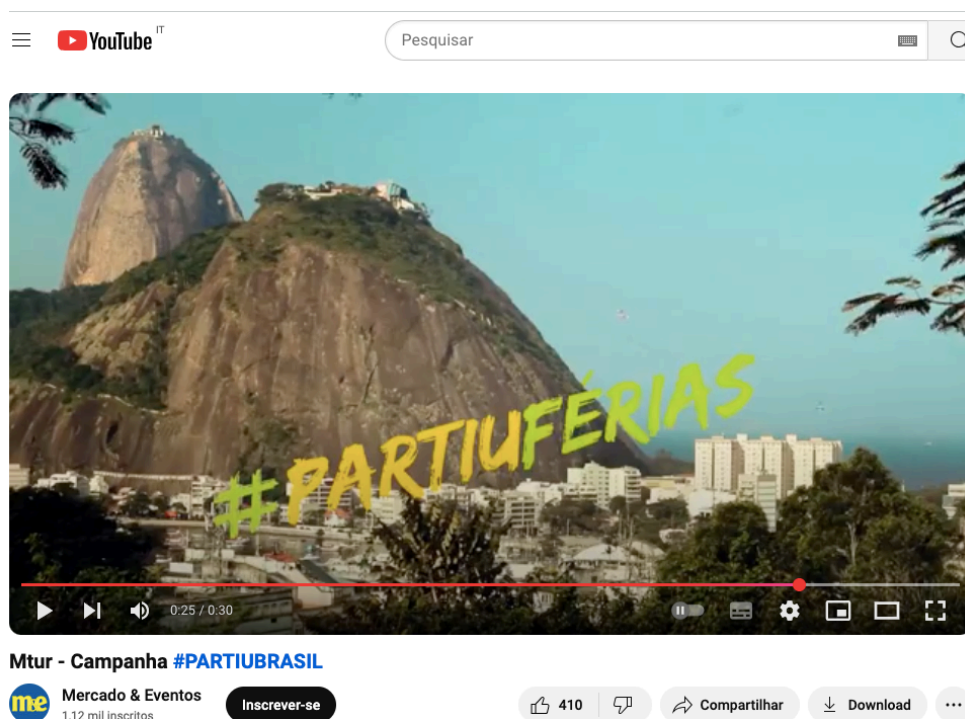 YouTube IT
Pesquisar
#PARTIUFÉRIAS
0:25 / 0:30
Mtur - Campanha #PARTIUBRASIL
me
Mercado & Eventos
1,12 mil inscritos
Inscrever-se
410
Compartilhar
Download